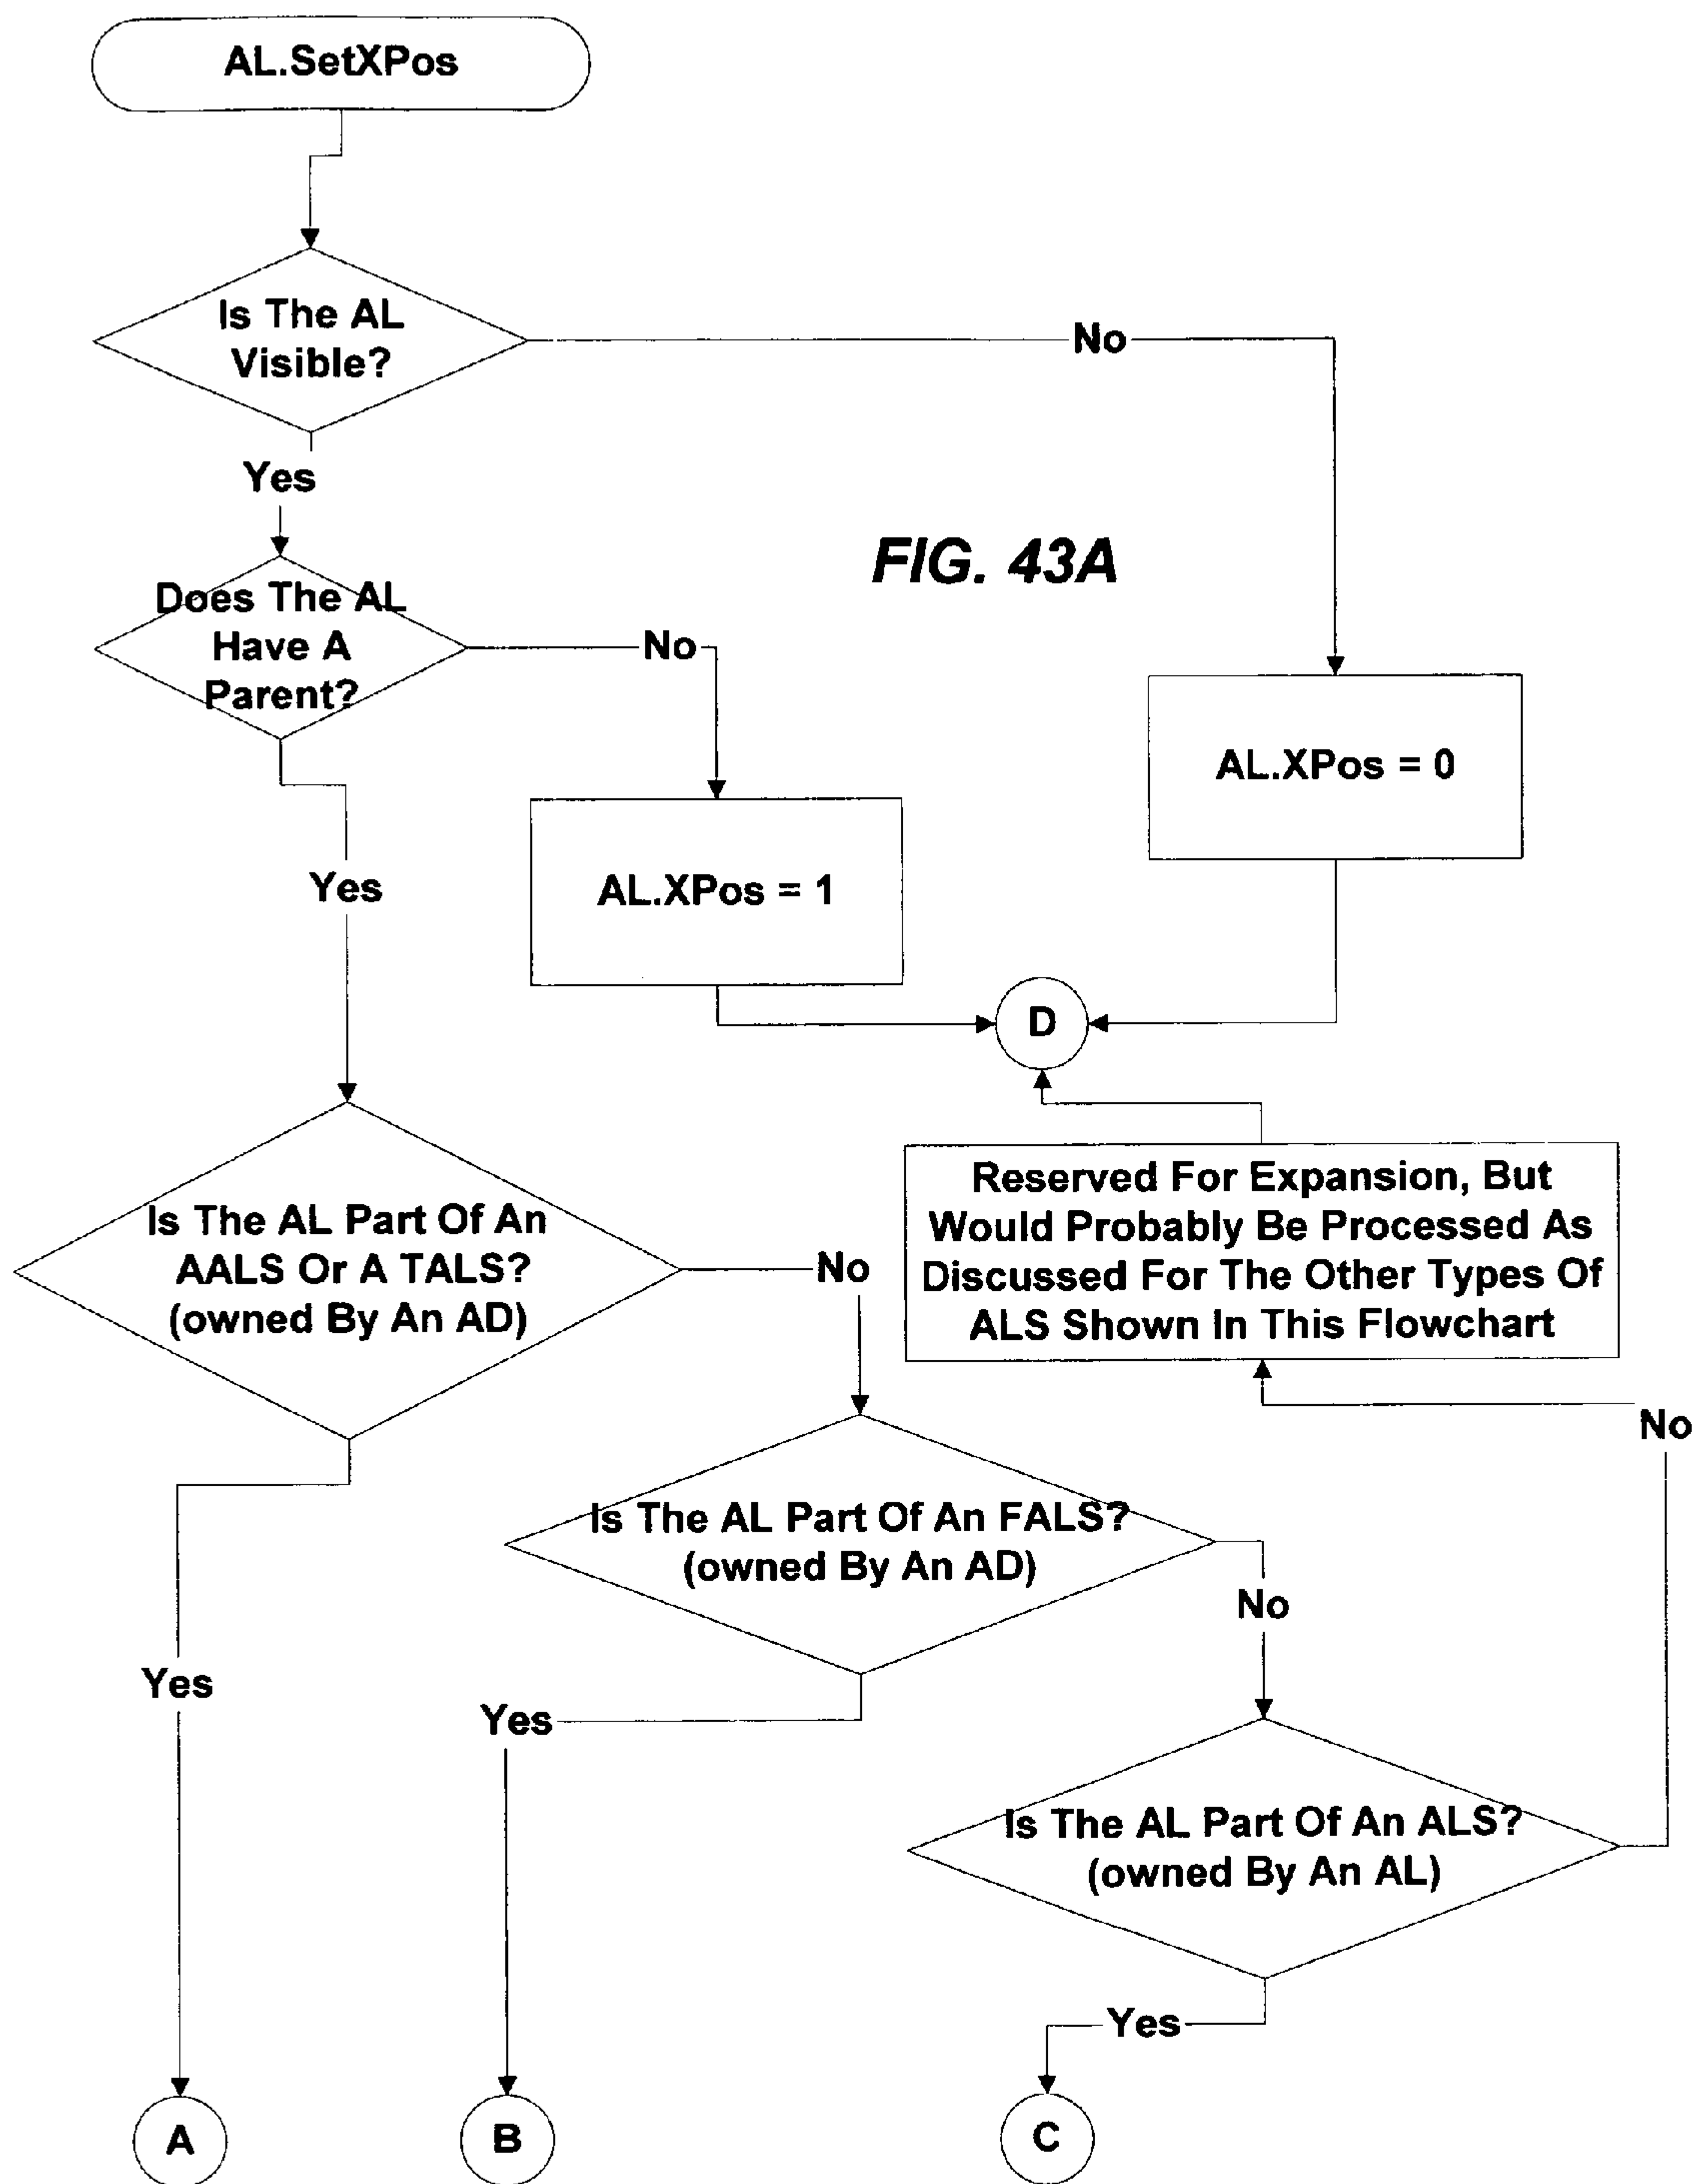 AL.SetXPos
Is The AL
Visible?
No
Yes
FIG. 43A
Does The AL
Have A
Parent?
No
AL.XPos = 0
AL.XPos = 1
Yes
D
Is The AL Part Of An
AALS Or A TALS?
(owned By An AD)
No
Reserved For Expansion, But
Would Probably Be Processed As
Discussed For The Other Types Of
ALS Shown In This Flowchart
No
Is The AL Part Of An FALS?
(owned By An AD)
No
Yes
Yes
Is The AL Part Of An ALS?
(owned By An AL)
Yes
A
B
C